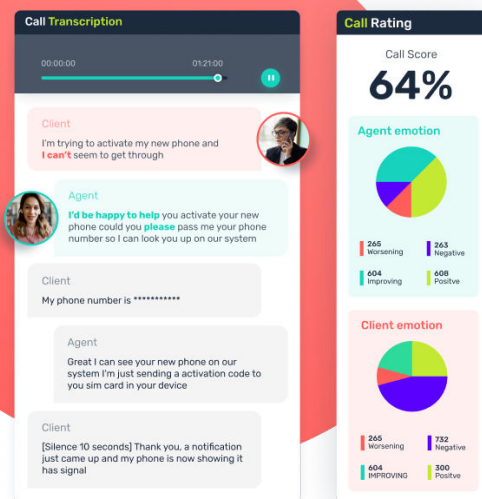 Call Transcription
00:00:00
01:21:00
Client
I'm trying to activate my new phone and
I can't seem to get through
Agent
I'd be happy to help you activate your new
phone could you please pass me your phone
number so I can look you up on our system
Client
My phone number is ***********
Agent
Great I can see your new phone on our
system I'm just sending a activation code to
you sim card in your device
Client
[Silence 10 seconds] Thank you, a notification
just came up and my phone is now showing it
has signal
Call Rating
Call Score
64%
Agent emotion
265
Worsening
263
Negative
604
Improving
608
Positve
Client emotion
265
Worsening
732
Negative
604
IMPROVING
300
Positve